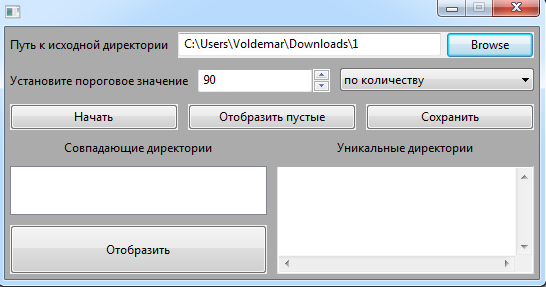 Путь к исходной директории C:\Users\Voldemar\Downloads\1 Browse
Установите пороговое значение 90 по количеству
Начать Отобразить пустые Сохранить
Совпадающие директории Уникальные директории
Отобразить